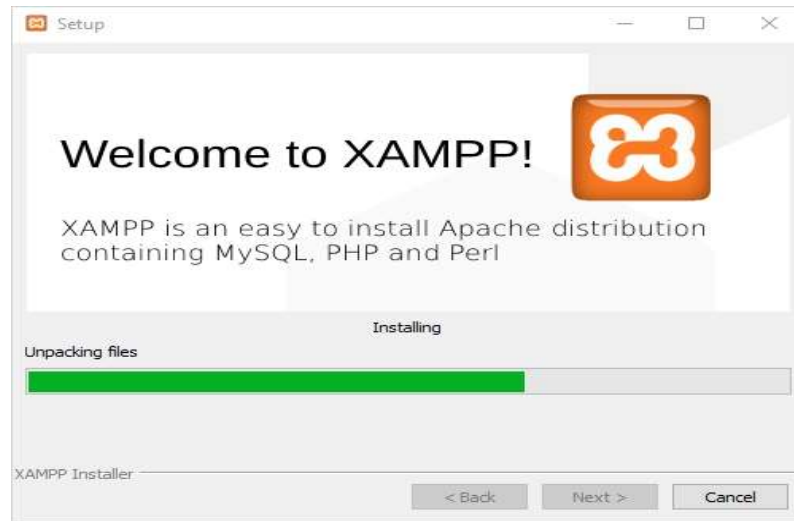 Setup
Welcome to XAMPP!
XAMPP is an easy to install Apache distribution
containing MySQL, PHP and Perl
Installing
Unpacking files
XAMPP Installer
< Back
Next >
Cancel